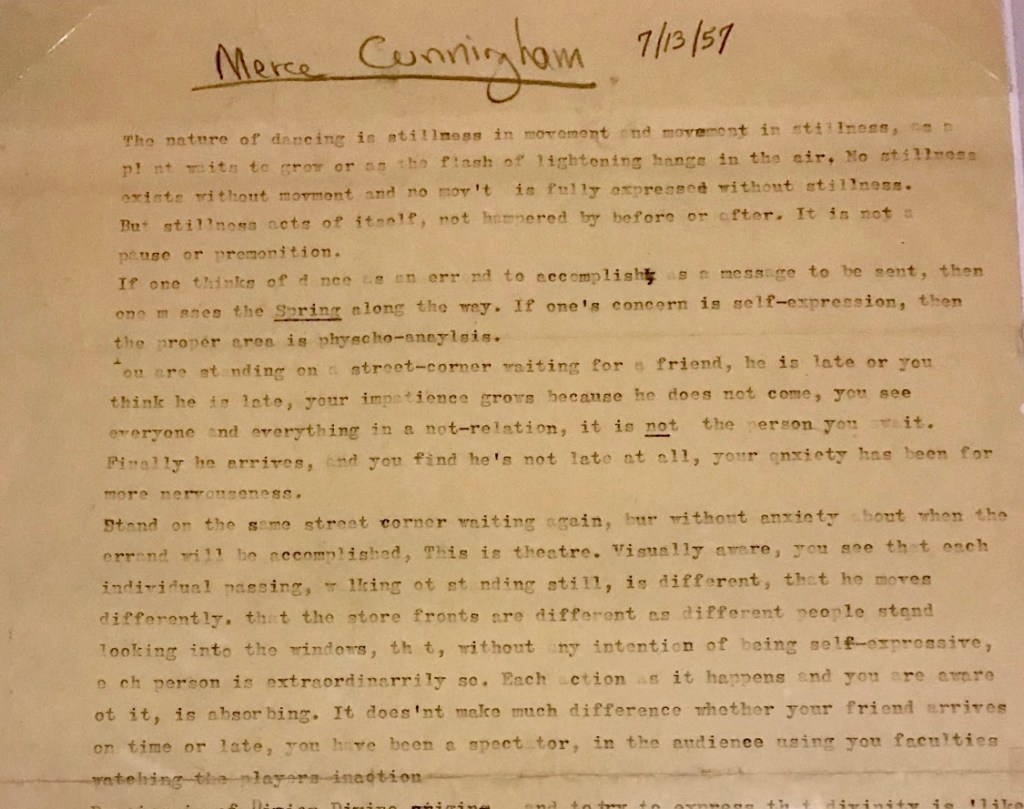 Merce Cunningham 7/13/57
The nature of dancing is stillness in movement and movement in stillness, as a
plant waits to grow or as the flash of lightening hangs in the air. No stillness
exists without movment and no mov't is fully expressed without stillness.
But stillness acts of itself, not hampered by before or after. It is not a
pause or premonition.
If one thinks of dance as an errand to accomplish, as a message to be sent, then
one misses the Spring along the way. If one's concern is self-expression, then
the proper area is physcho-anaylsis.
You are standing on a street-corner waiting for a friend, he is late or you
think he is late, your impatience grows because he does not come, you see
everyone and everything in a not-relation, it is not the person you await.
Finally he arrives, and you find he's not late at all, your anxiety has been for
more nervouseness.
Stand on the same street corner waiting again, bur without anxiety about when the
errand will be accomplished, This is theatre. Visually aware, you see that each
individual passing, walking ot standing still, is different, that he moves
differently. that the store fronts are different as different people stand
looking into the windows, that, without any intention of being self-expressive,
each person is extraordinarrily so. Each action as it happens and you are aware
ot it, is absorbing. It does'nt make much difference whether your friend arrives
on time or late, you have been a spectator, in the audience using you faculties
watching the players inaction
and to try to express that divinity is 'lik